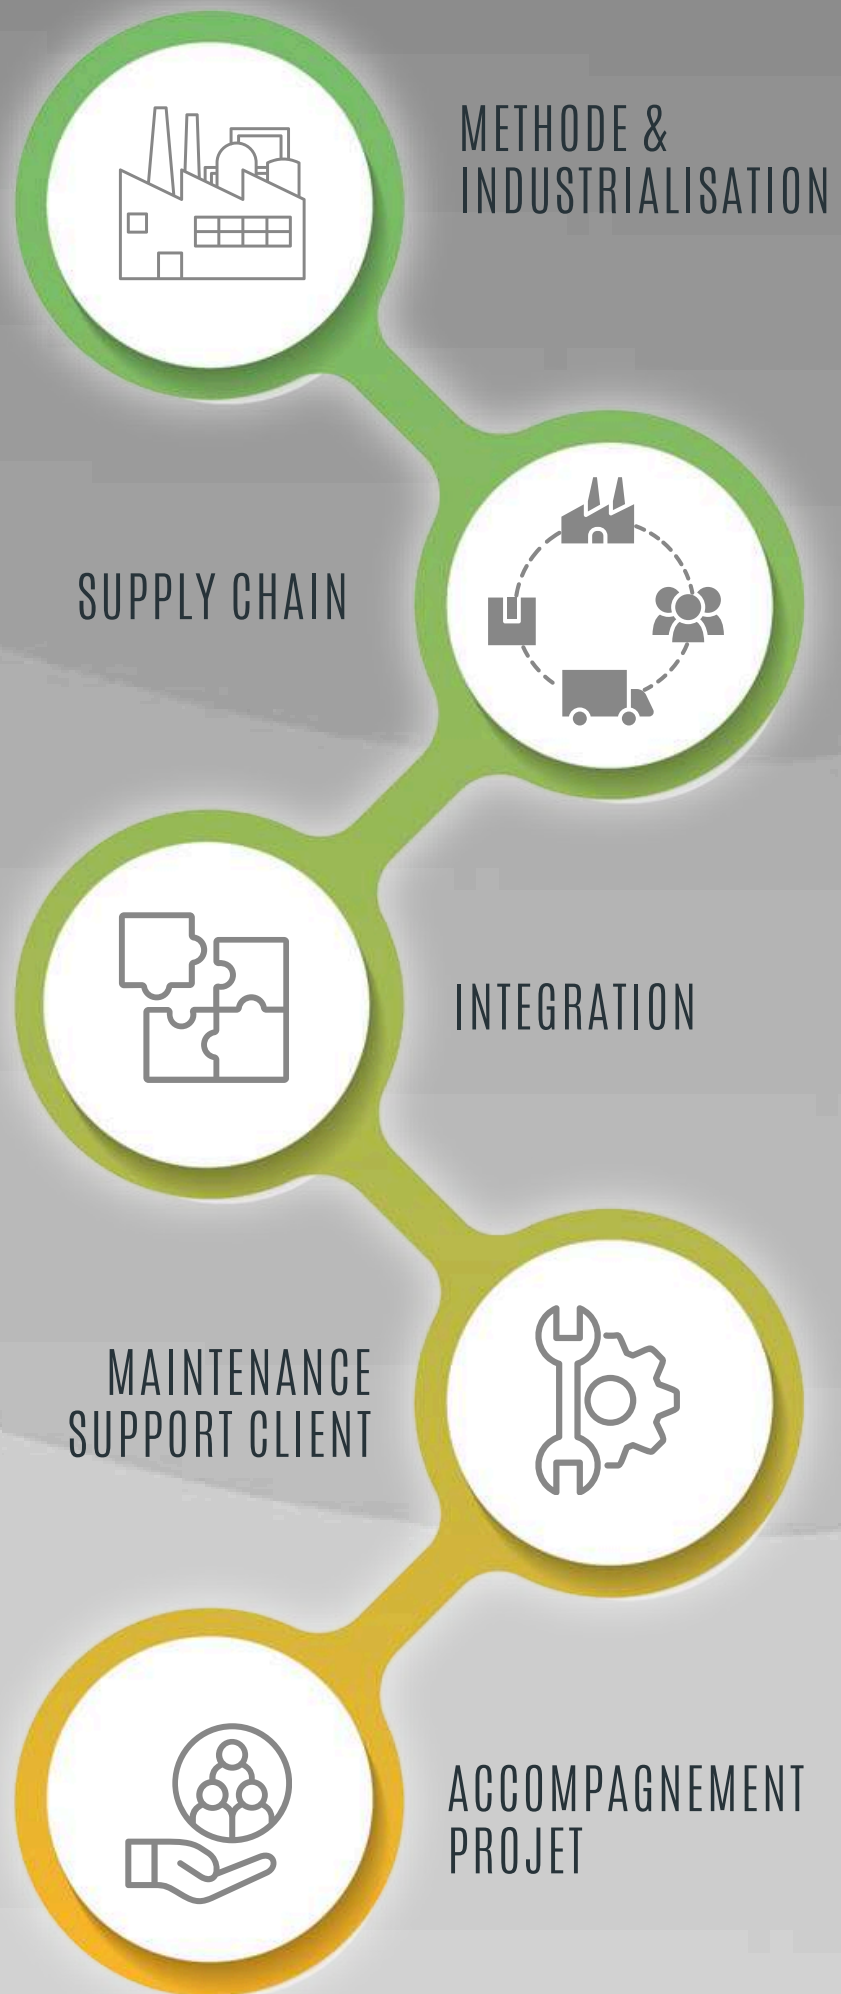 METHODE &
INDUSTRIALISATION
SUPPLY CHAIN
INTEGRATION
MAINTENANCE
SUPPORT CLIENT
ACCOMPAGNEMENT
PROJET